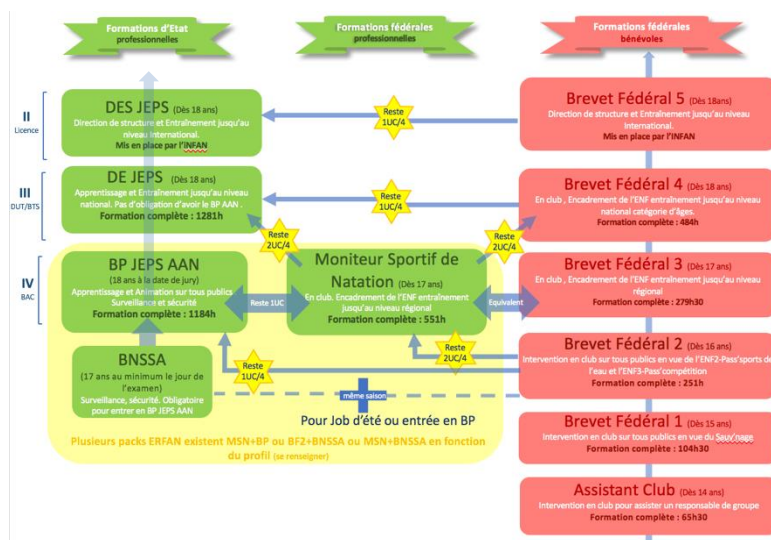 Formations d'Etat
professionnelles
Formations fédérales
professionnelles
Formations fédérales
bénévoles
II
Licence
DES JEPS (Dès 18 ans)
Direction de structure et Entraînement jusqu'au
niveau International.
Mis en place par l'INFAN
Reste
1UC/4
Brevet Fédéral 5 (Dès 18ans)
Direction de structure et Entraînement jusqu'au niveau
International.
Mis en place par l'INFAN
III
DUT/BTS
DE JEPS (Dès 18 ans)
Apprentissage et Entraînement jusqu'au niveau
national. Pas d'obligation d'avoir le BP AAN .
Formation complète : 1281h
Reste
1UC/4
Brevet Fédéral 4 (Dès 18 ans)
En club , Encadrement de l'ENF entraînement jusqu'au niveau
national catégorie d'âges.
Formation complète : 484h
Reste
2UC/4
Reste
2UC/4
IV
BAC
BP JEPS AAN
(18 ans à la date de jury)
Apprentissage et Animation sur tous publics
Surveillance et sécurité
Formation complète : 1184h
Reste 1UC
Moniteur Sportif de
Natation (Dès 17 ans)
En club. Encadrement de l'ENF entraînement
jusqu'au niveau régional
Formation complète : 551h
Equivalent
Brevet Fédéral 3 (Dès 17 ans)
En club , Encadrement de l'ENF entraînement jusqu'au niveau
régional
Formation complète : 279h30
BNSSA
(17 ans au minimum le jour de
l'examen)
Surveillance, sécurité. Obligatoire
pour entrer en BP JEPS AAN
Reste
1UC/4
Reste
2UC/4
même saison
Pour Job d'été ou entrée en BP
Brevet Fédéral 2 (Dès 16 ans)
Intervention en club sur tous publics en vue de l'ENF2-Pass'sports de
l'eau et l'ENF3-Pass'compétition
Formation complète : 251h
Plusieurs packs ERFAN existent MSN+BP ou BF2+BNSSA ou MSN+BNSSA en fonction
du profil (se renseigner)
Brevet Fédéral 1 (Dès 15 ans)
Intervention en club sur tous publics en vue du Sauv'nage
Formation complète : 104h30
Assistant Club (Dès 14 ans)
Intervention en club pour assister un responsable de groupe
Formation complète : 65h30